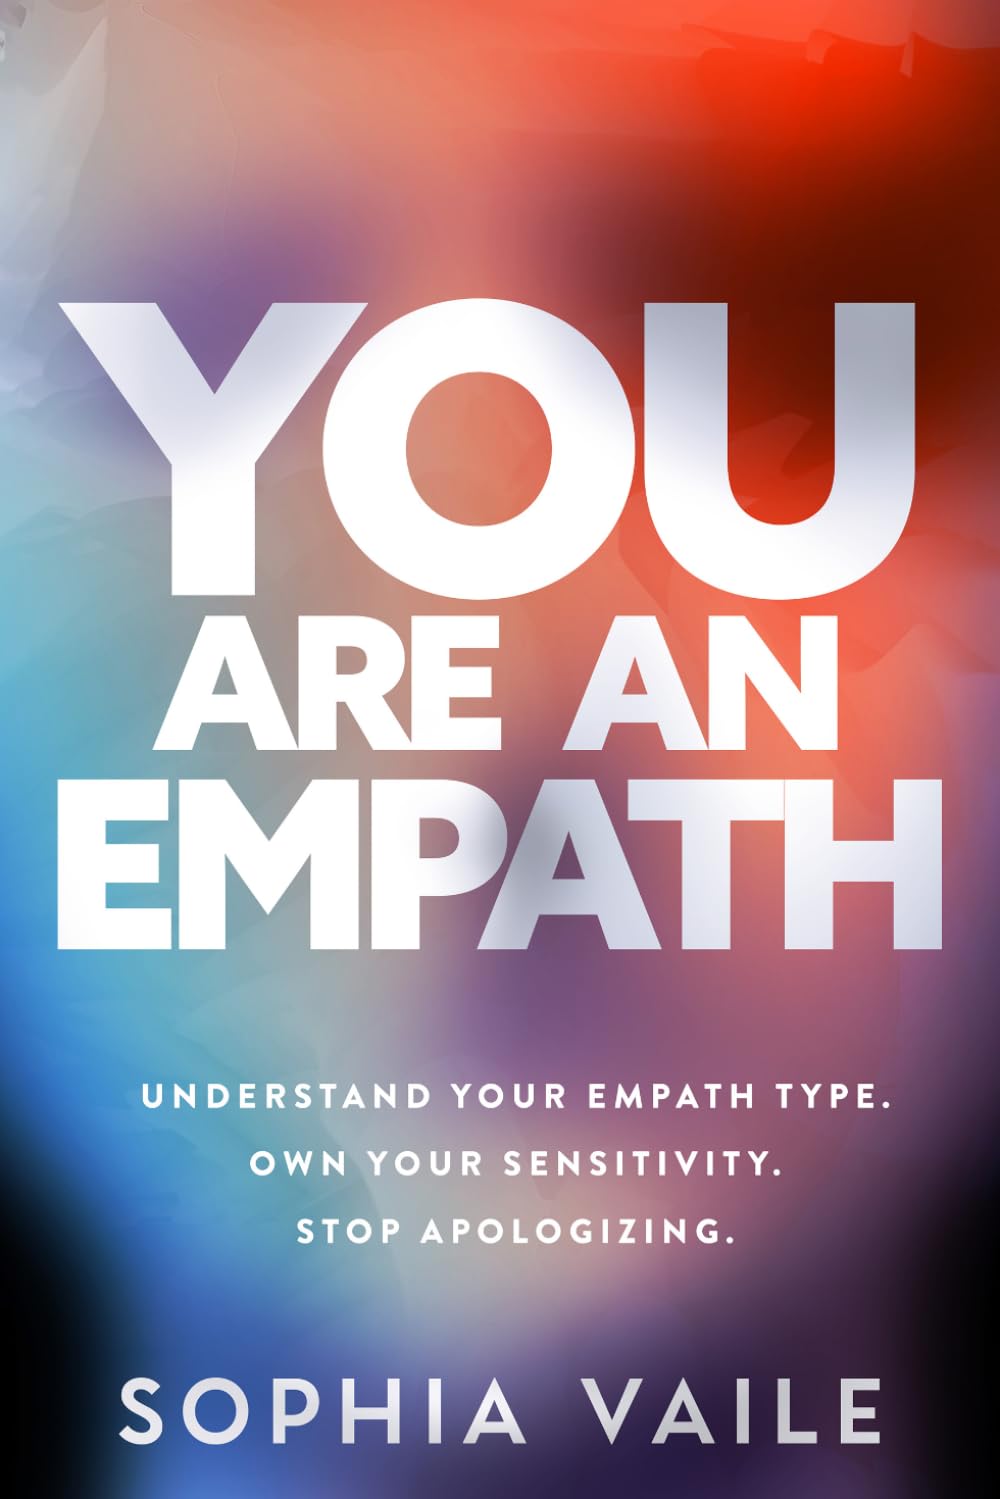 YOU
ARE AN
EMPATH
UNDERSTAND YOUR EMPATH TYPE.
OWN YOUR SENSITIVITY.
STOP APOLOGIZING.
SOPHIA VAILE